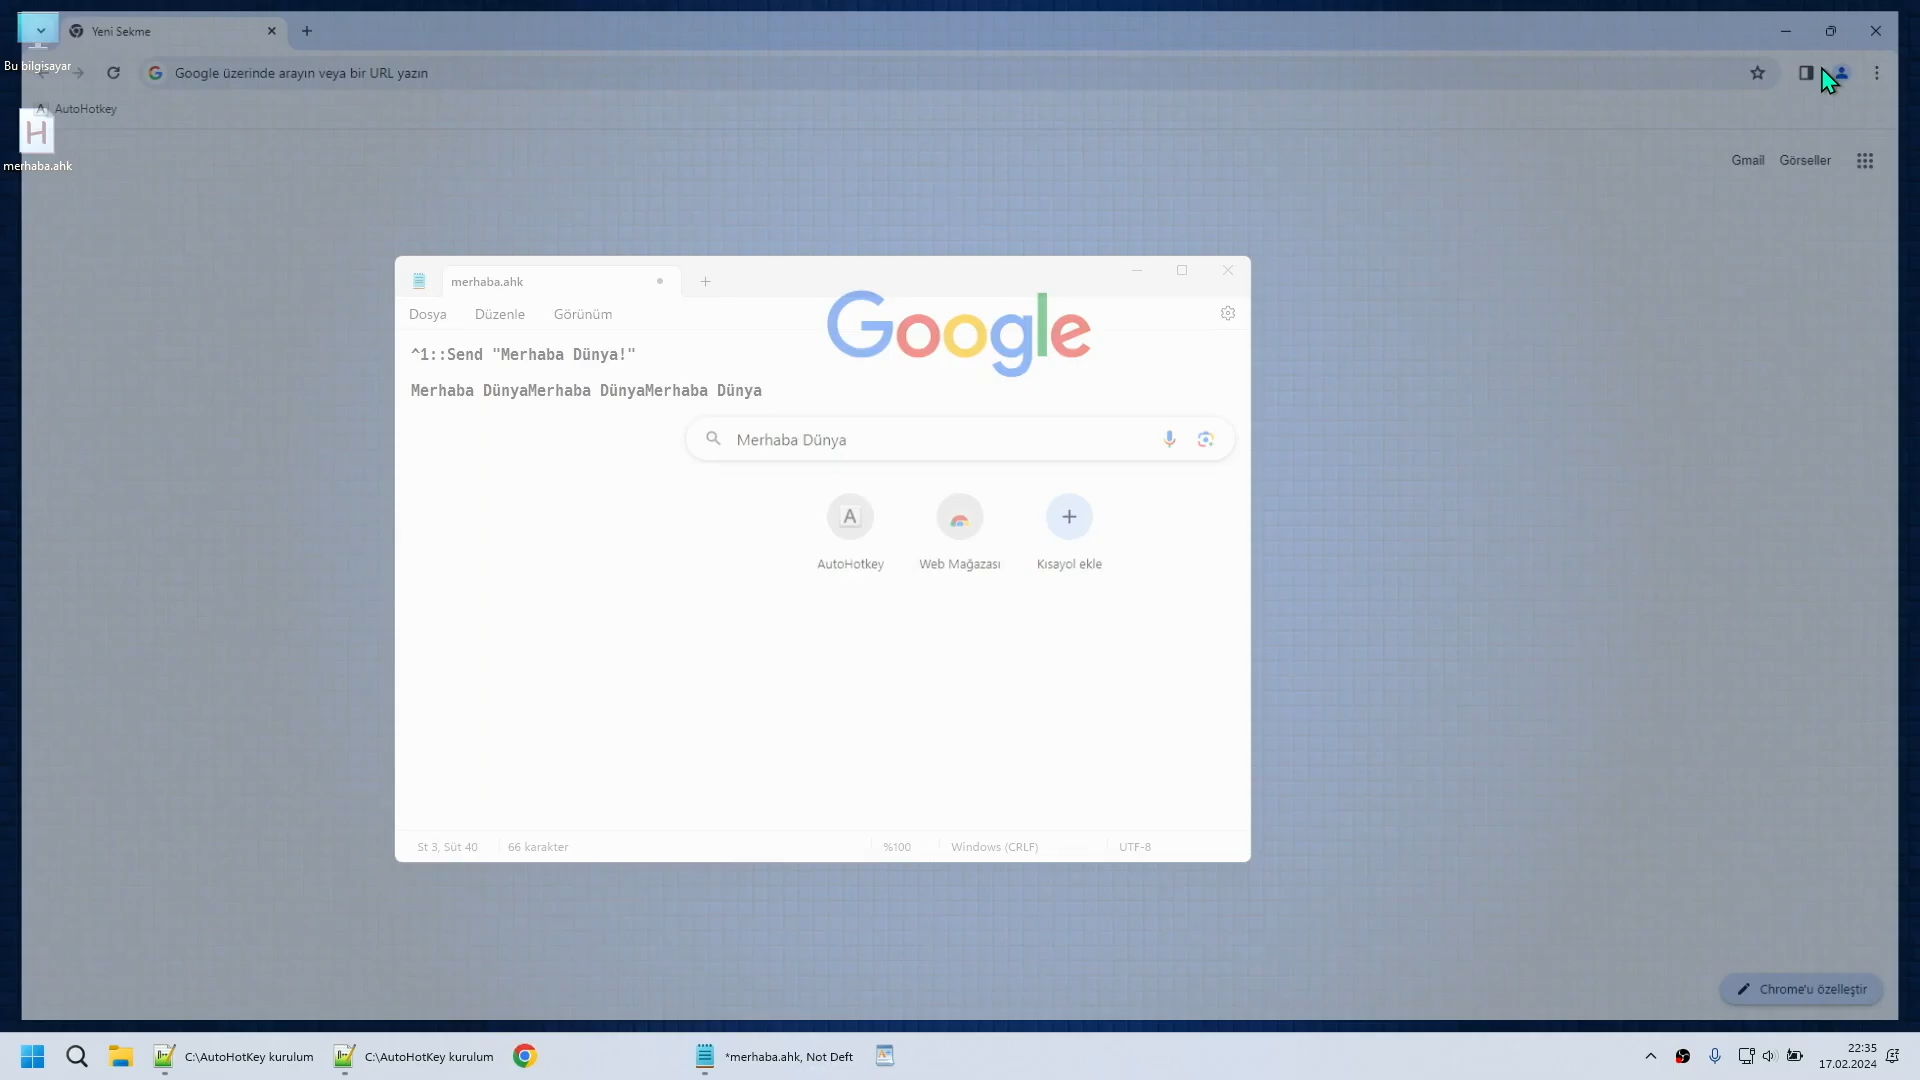 Yeni Sekme
Bu bilgisayar
Google üzerinde arayın veya bir URL yazın
A AutoHotkey
H
merhaba.ahk
Gmail Görseller
merhaba.ahk
Dosya Düzenle Görünüm
Google
^1::Send "Merhaba Dünya!"
Merhaba DünyaMerhaba DünyaMerhaba Dünya
Merhaba Dünya
A
AutoHotkey Web Mağazası Kısayol ekle
St 3, Süt 40 66 karakter %100 Windows (CRLF) UTF-8
Chrome'u özelleştir
C:\AutoHotKey kurulum C:\AutoHotKey kurulum *merhaba.ahk, Not Deft
22:35
17.02.2024